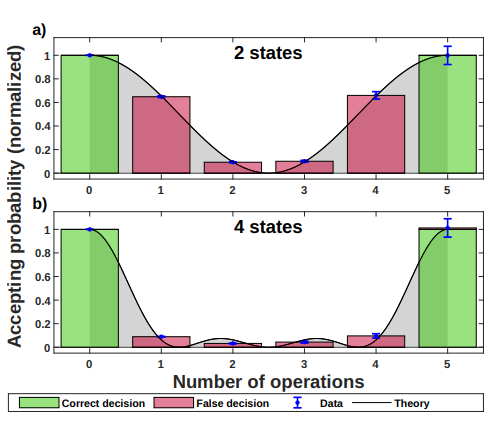 a)
2 states
1
0.8
0.6
0.4
0.2
0
0 1 2 3 4 5
b)
4 states
1
0.8
0.6
0.4
0.2
0
0 1 2 3 4 5
Accepting probability (normalized)
Number of operations
Correct decision False decision Data Theory